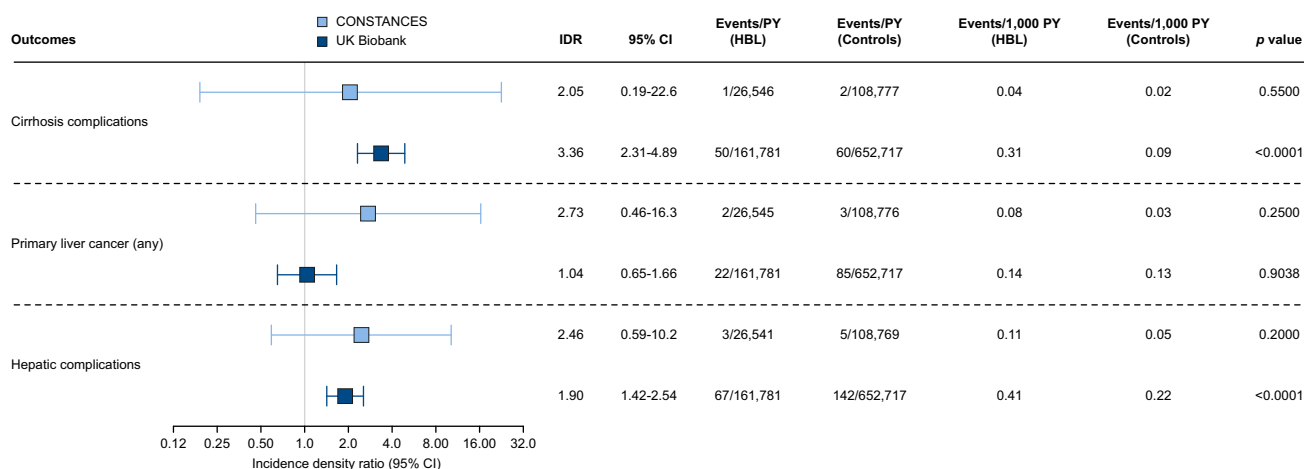 CONSTANCES
UK Biobank
Outcomes IDR 95% CI Events/PY (HBL) Events/PY (Controls) Events/1,000 PY (HBL) Events/1,000 PY (Controls) p value
2.05 0.19-22.6 1/26,546 2/108,777 0.04 0.02 0.5500
Cirrhosis complications
3.36 2.31-4.89 50/161,781 60/652,717 0.31 0.09 <0.0001
2.73 0.46-16.3 2/26,545 3/108,776 0.08 0.03 0.2500
Primary liver cancer (any)
1.04 0.65-1.66 22/161,781 85/652,717 0.14 0.13 0.9038
2.46 0.59-10.2 3/26,541 5/108,769 0.11 0.05 0.2000
Hepatic complications
1.90 1.42-2.54 67/161,781 142/652,717 0.41 0.22 <0.0001
0.12 0.25 0.50 1.0 2.0 4.0 8.00 16.00 32.0
Incidence density ratio (95% CI)